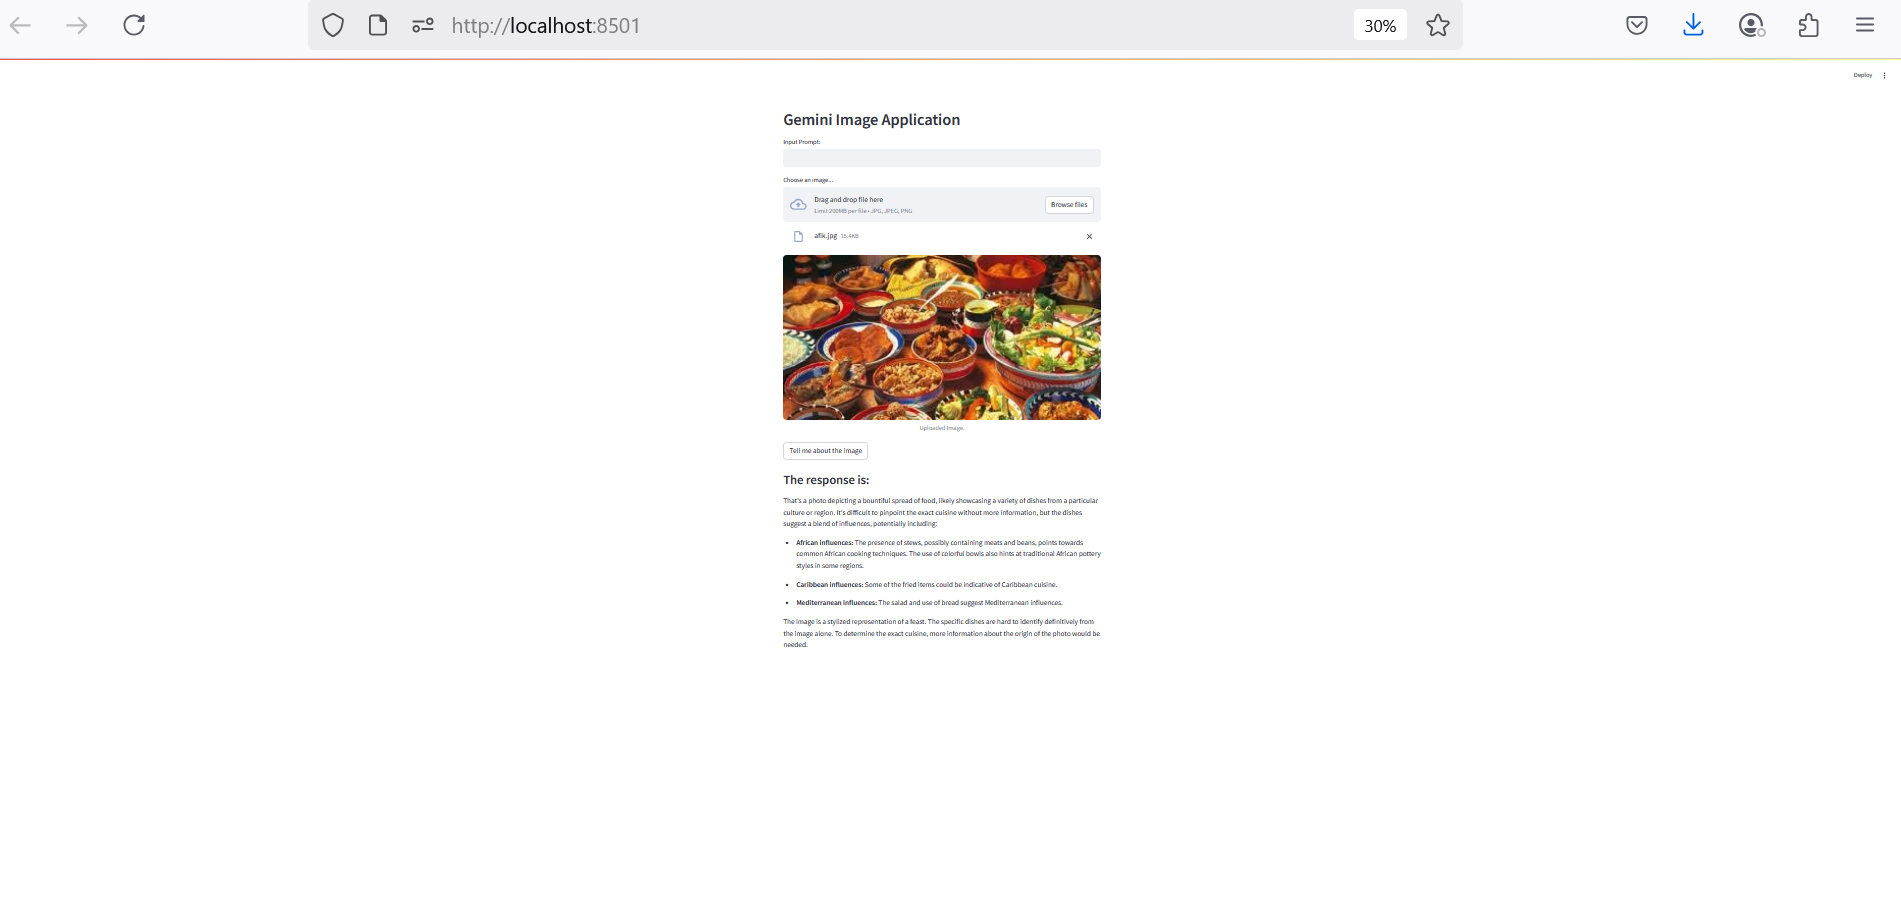 http://localhost:8501
30%
Deploy
Gemini Image Application
Input Prompt:
Choose an image...
Drag and drop file here
Limit 200MB per file • JPG, JPEG, PNG
Browse files
afik.jpg 15.4KB
Uploaded Image.
Tell me about the image
The response is:
That's a photo depicting a bountiful spread of food, likely showcasing a variety of dishes from a particular
culture or region. It's difficult to pinpoint the exact cuisine without more information, but the dishes
suggest a blend of influences, potentially including:
• African influences: The presence of stews, possibly containing meats and beans, points towards
common African cooking techniques. The use of colorful bowls also hints at traditional African pottery
styles in some regions.
• Caribbean influences: Some of the fried items could be indicative of Caribbean cuisine.
• Mediterranean influences: The salad and use of bread suggest Mediterranean influences.
The image is a stylized representation of a feast. The specific dishes are hard to identify definitively from
the image alone. To determine the exact cuisine, more information about the origin of the photo would be
needed.